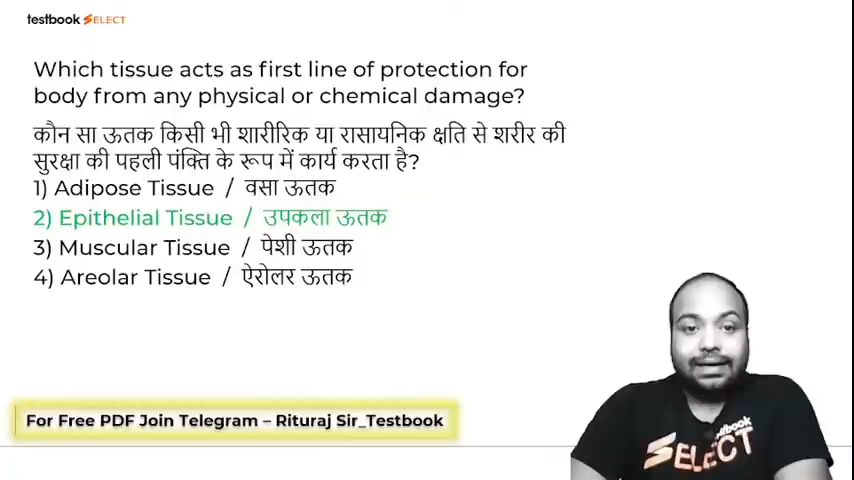 testbook SELECT
Which tissue acts as first line of protection for
body from any physical or chemical damage?
कौन सा ऊतक किसी भी शारीरिक या रासायनिक क्षति से शरीर की
सुरक्षा की पहली पंक्ति के रूप में कार्य करता है?
1) Adipose Tissue / वसा ऊतक
2) Epithelial Tissue / उपकला ऊतक
3) Muscular Tissue / पेशी ऊतक
4) Areolar Tissue / ऐरोलर ऊतक
For Free PDF Join Telegram – Rituraj Sir_Testbook
testbook
SELECT